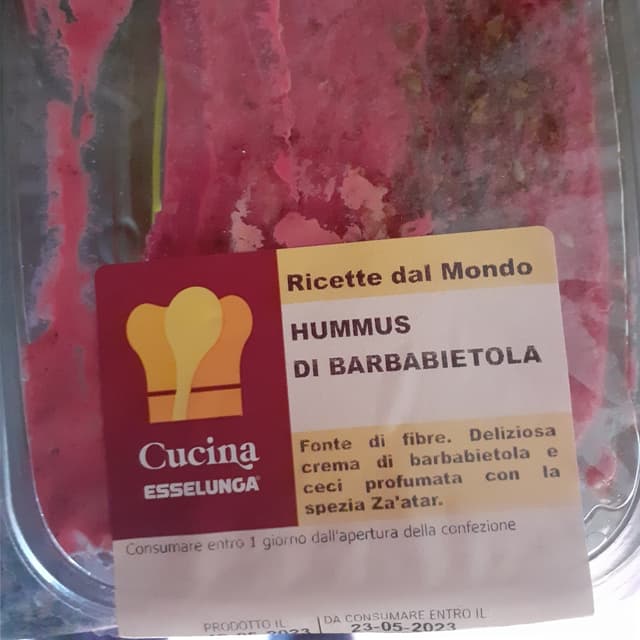 Ricette dal Mondo
HUMMUS
DI BARBABIETOLA
Cucina
ESSELUNGA
Fonte di fibre. Deliziosa
crema di barbabietola e
ceci profumata con la
spezia Za'atar.
Consumare entro 1 giorno dall'apertura della confezione
PRODOTTO IL
DA CONSUMARE ENTRO IL
23-05-2023